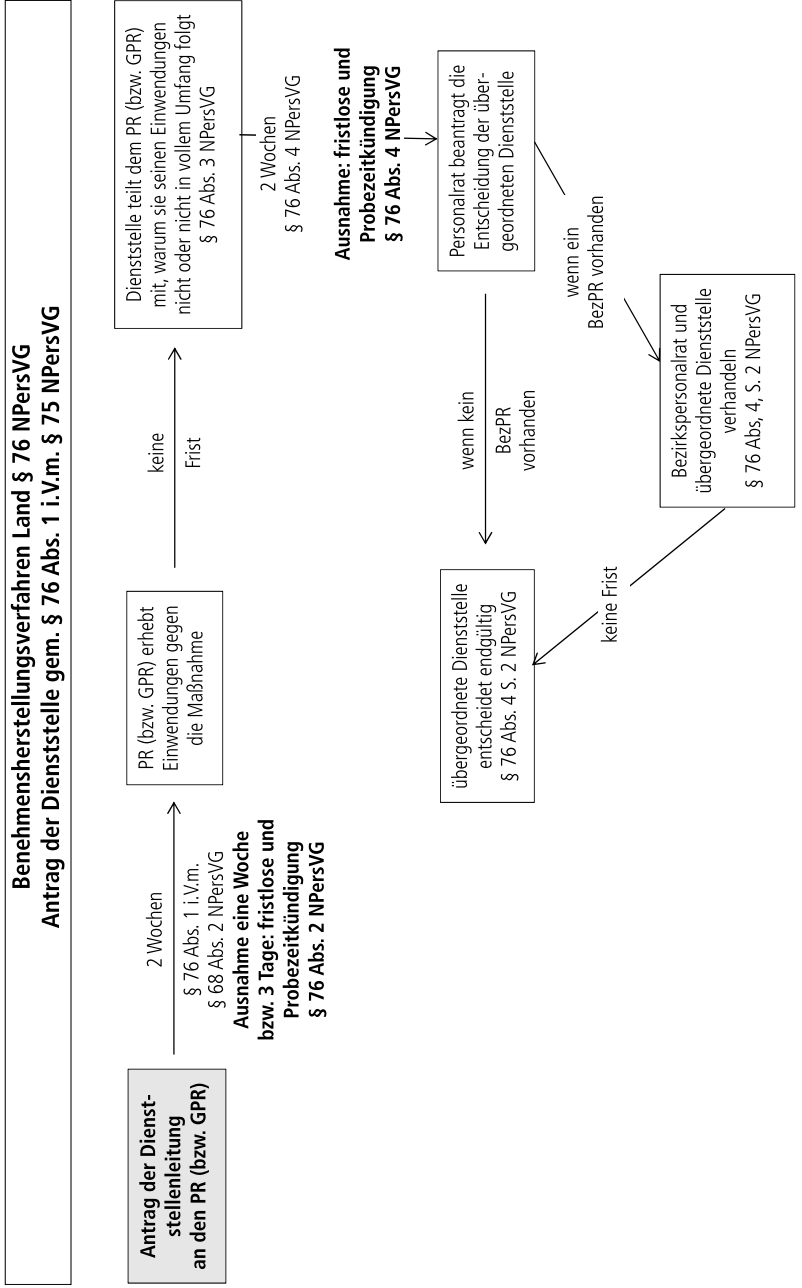 Benehmensherstellungsverfahren Land § 76 NPersVG
Antrag der Dienststelle gem. § 76 Abs. 1 i.V.m. § 75 NPersVG
Antrag der Dienst-
stellenleitung
an den PR (bzw. GPR)
2 Wochen
§ 76 Abs. 1 i.V.m.
§ 68 Abs. 2 NPersVG
Ausnahme eine Woche
bzw. 3 Tage: fristlose und
Probezeitkündigung
§ 76 Abs. 2 NPersVG
PR (bzw. GPR) erhebt
Einwendungen gegen
die Maßnahme
keine
Frist
Dienststelle teilt dem PR (bzw. GPR)
mit, warum sie seinen Einwendungen
nicht oder nicht in vollem Umfang folgt
§ 76 Abs. 3 NPersVG
2 Wochen
§ 76 Abs. 4 NPersVG
Ausnahme: fristlose und
Probezeitkündigung
§ 76 Abs. 4 NPersVG
Personalrat beantragt die
Entscheidung der über-
geordneten Dienststelle
wenn kein
BezPR
vorhanden
wenn ein
BezPR vorhanden
übergeordnete Dienststelle
entscheidet endgültig
§ 76 Abs. 4 S. 2 NPersVG
Bezirkspersonalrat und
übergeordnete Dienststelle
verhandeln
§ 76 Abs, 4, S. 2 NPersVG
keine Frist